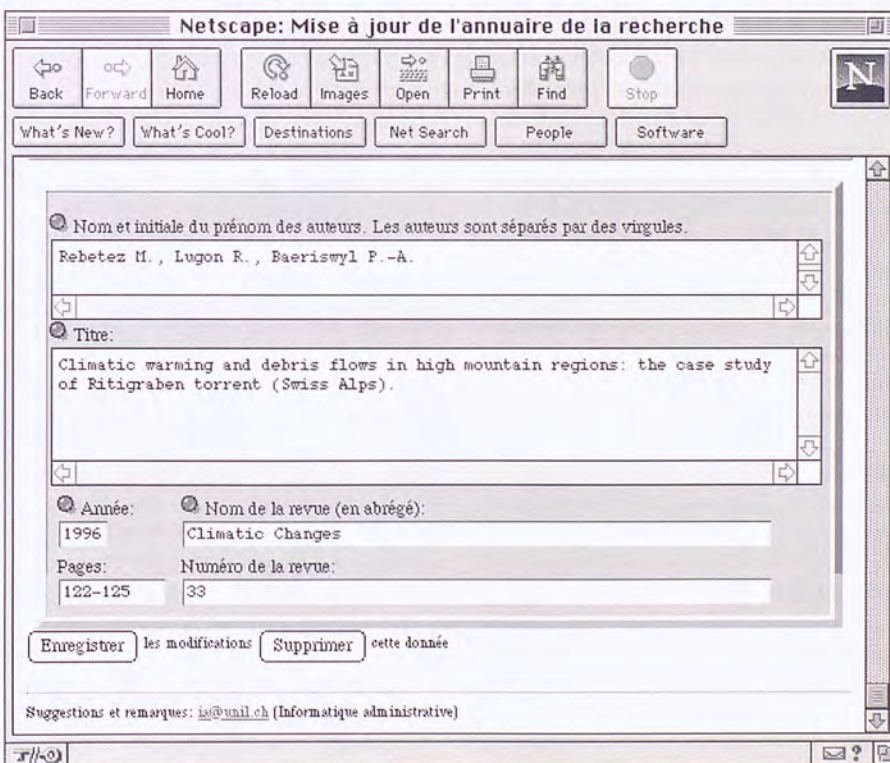 Netscape: Mise à jour de l'annuaire de la recherche
Back Forward Home Reload Images Open Print Find Stop N
What's New? What's Cool? Destinations Net Search People Software
Nom et initiale du prénom des auteurs. Les auteurs sont séparés par des virgules.
Rebetez M., Lugon R., Baeriswyl P.-A.
Titre:
Climatic warming and debris flows in high mountain regions: the case study
of Ritigraben torrent (Swiss Alps).
Année: Nom de la revue (en abrégé):
1996 Climatic Changes
Pages: Numéro de la revue:
122-125 33
Enregistrer les modifications Supprimer cette donnée
Suggestions et remarques: ia@unil.ch (Informatique administrative)
?